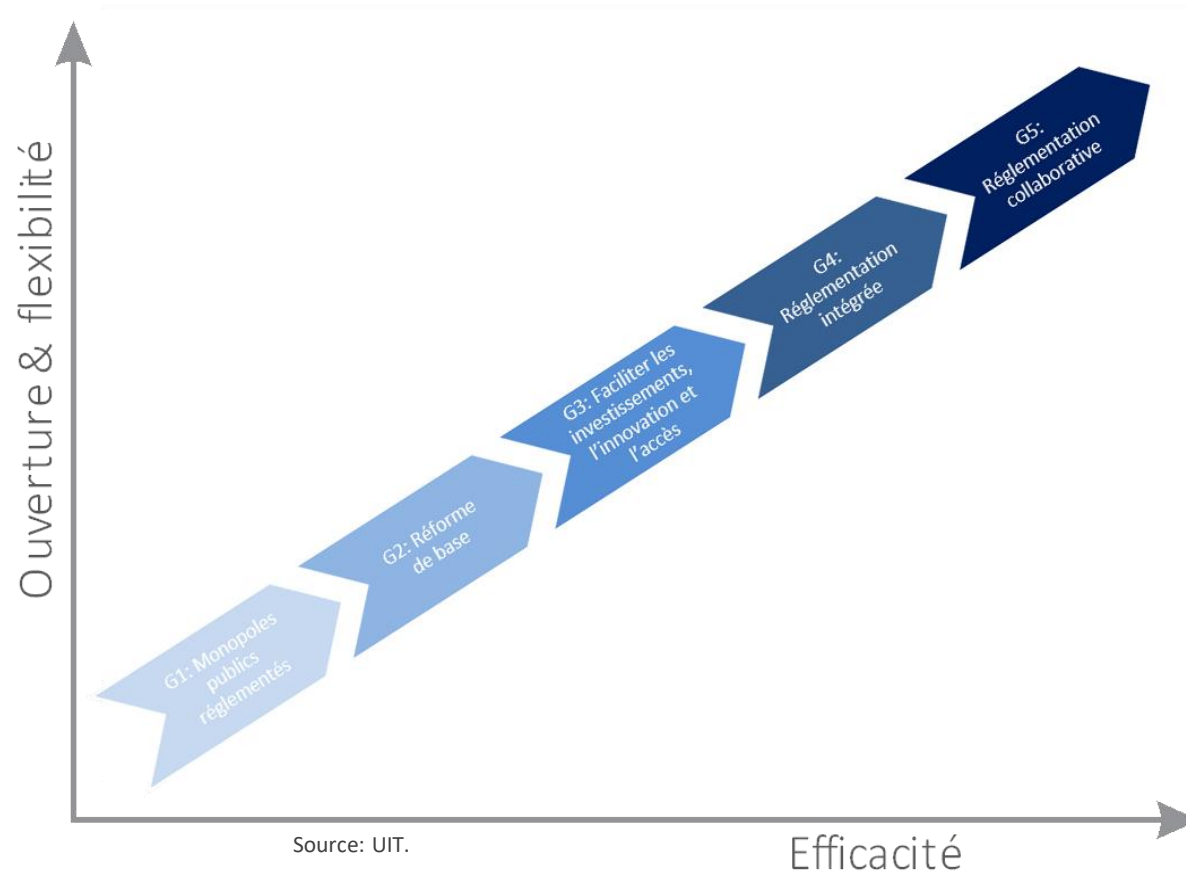 Ouverture & flexibilité
G5:
Réglementation
collaborative
G4:
Réglementation
intégrée
G3: Faciliter les
investissements,
l'innovation et
l'accès
G2: Réforme
de base
G1: Monopoles
publics
réglementés
Source: UIT.
Efficacité